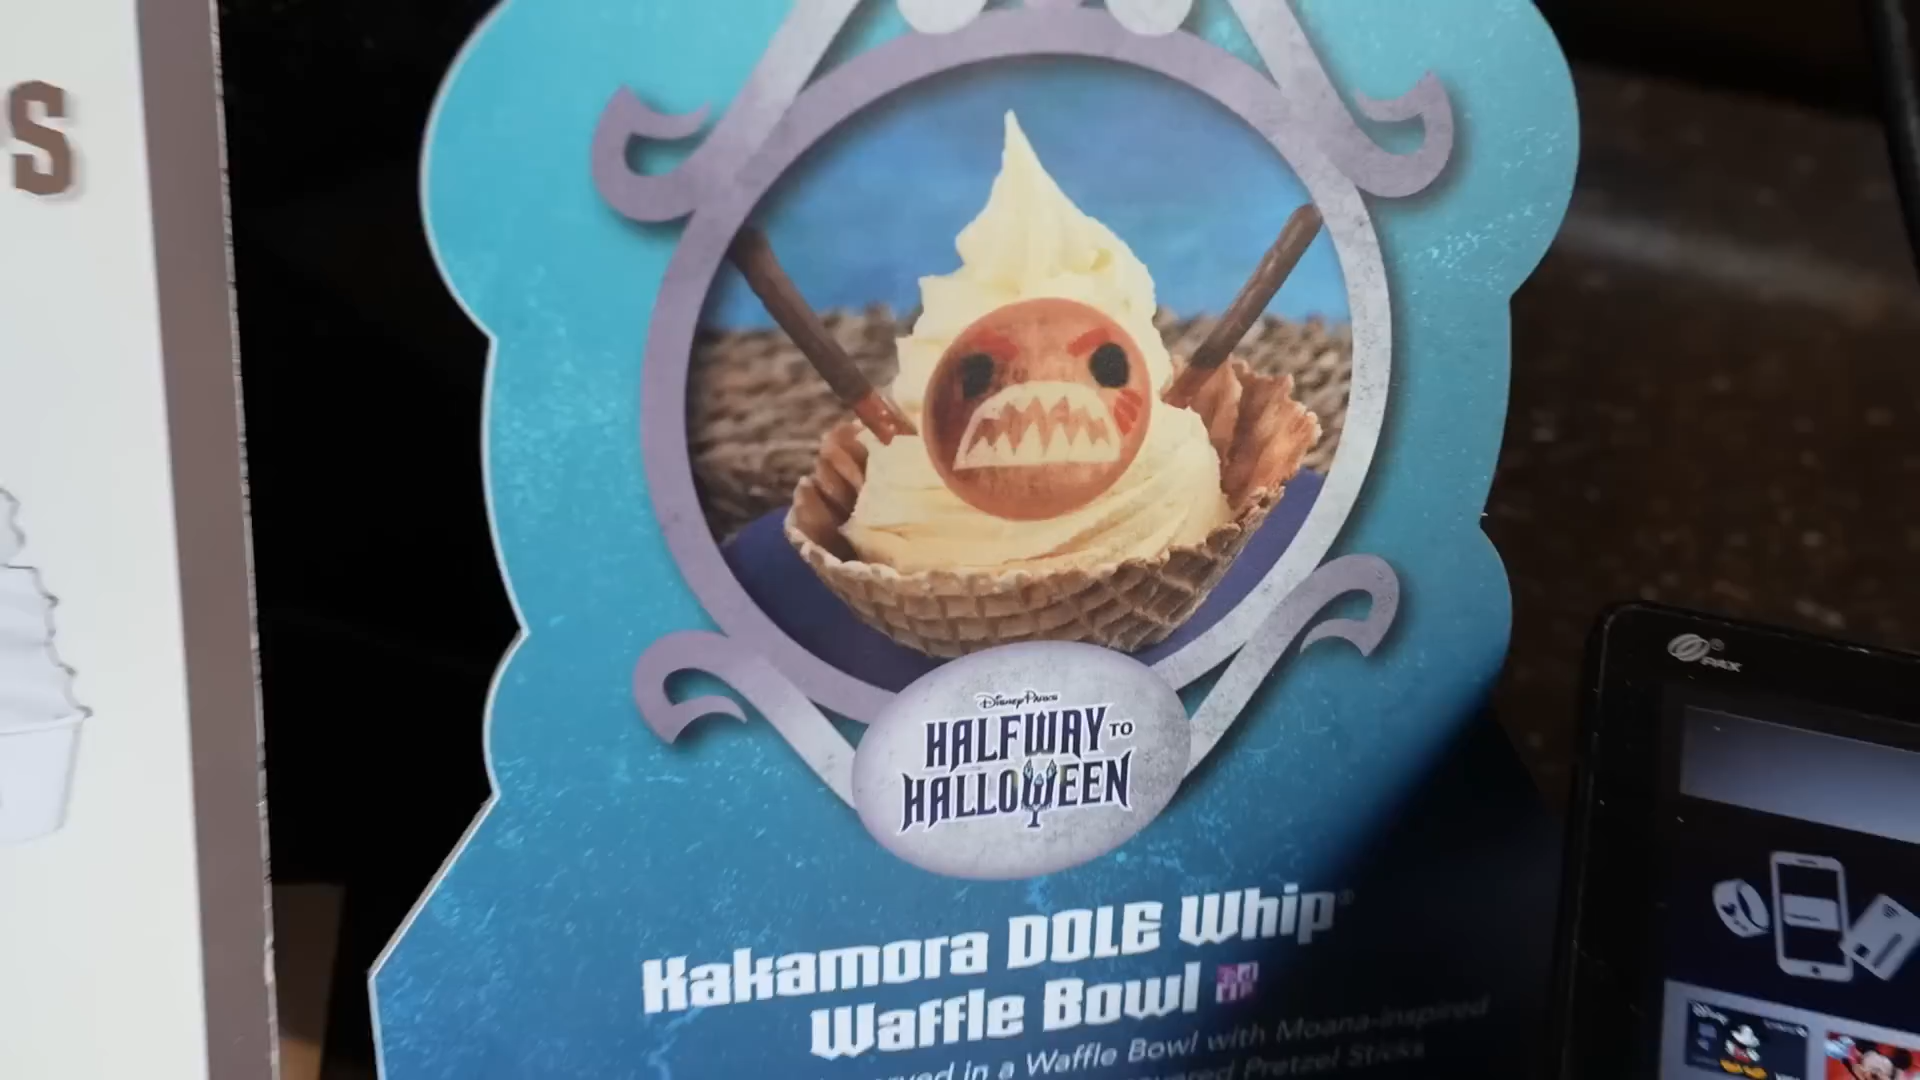 S
Disney Parks
HALFWAY TO
HALLOWEEN
Kakamora DOLE Whip®
Waffle Bowl
in a Waffle Bowl with Moana-inspired
Pretzel Sticks
PAX